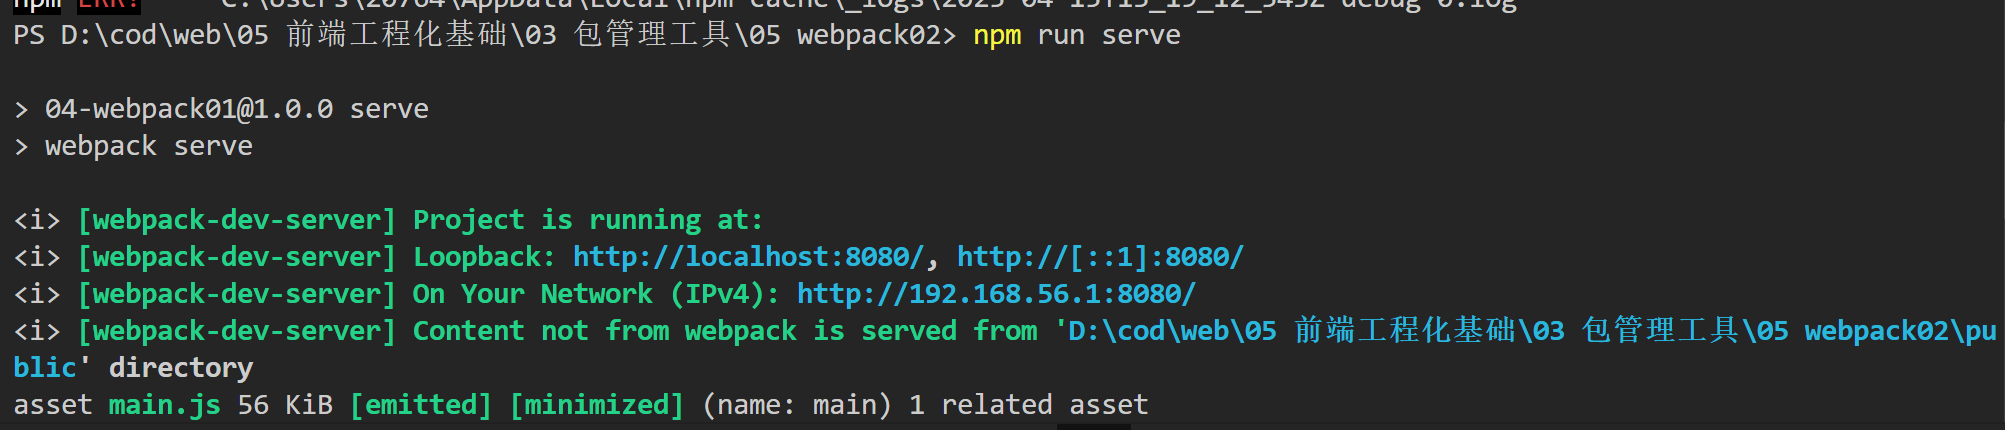 npm ERR!     C:\Users\20764\AppData\Local\npm-cache\_logs\2025-04-15T15_19_12_545Z-debug-0.log
PS D:\cod\web\05 前端工程化基础\03 包管理工具\05 webpack02> npm run serve
> 04-webpack01@1.0.0 serve
> webpack serve
<i> [webpack-dev-server] Project is running at:
<i> [webpack-dev-server] Loopback: http://localhost:8080/, http://[::1]:8080/
<i> [webpack-dev-server] On Your Network (IPv4): http://192.168.56.1:8080/
<i> [webpack-dev-server] Content not from webpack is served from 'D:\cod\web\05 前端工程化基础\03 包管理工具\05 webpack02\pu
blic' directory
asset main.js 56 KiB [emitted] [minimized] (name: main) 1 related asset